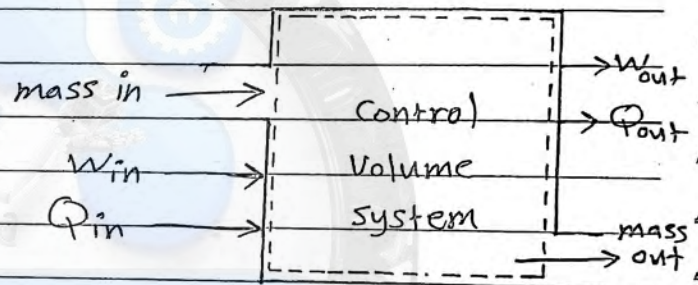 mass in
Win
Qin
Control
Volume
system
Wout
Qout
mass
out